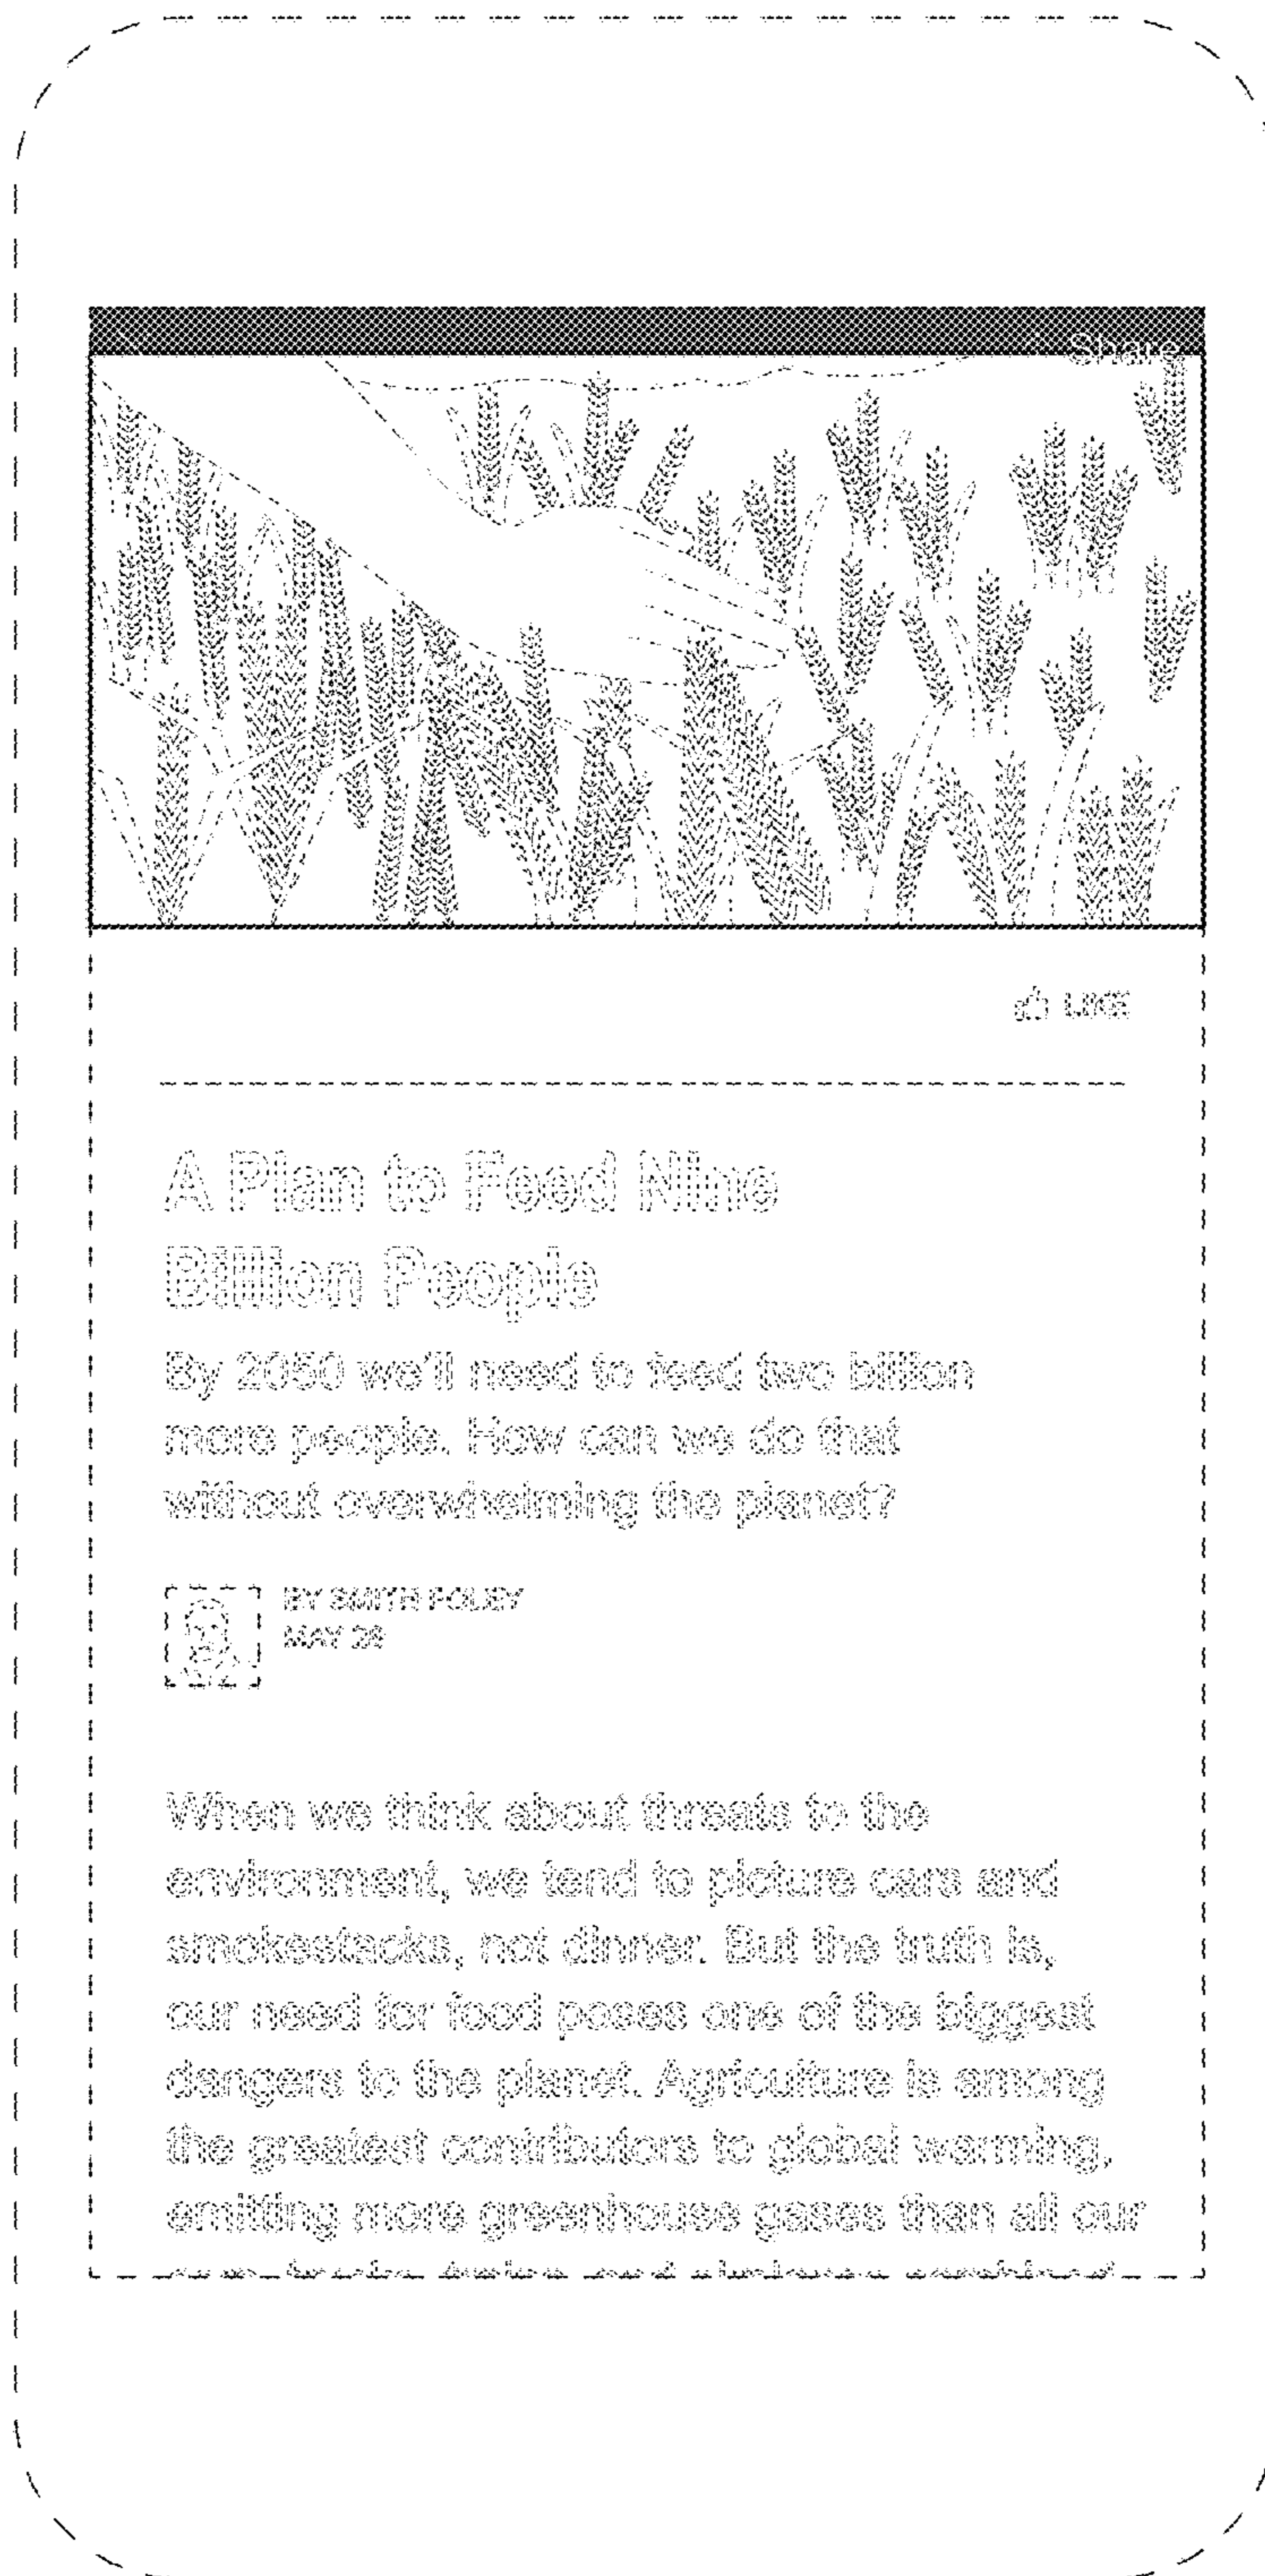 Share
LIKE
A Plan to Feed Nine
Billion People
By 2050 we'll need to feed two billion
more people. How can we do that
without overwhelming the planet?
BY SMITH FOLEY
MAY 28
When we think about threats to the
environment, we tend to picture cars and
smokestacks, not dinner. But the truth is,
our need for food poses one of the biggest
dangers to the planet. Agriculture is among
the greatest contributors to global warming,
emitting more greenhouse gases than all our